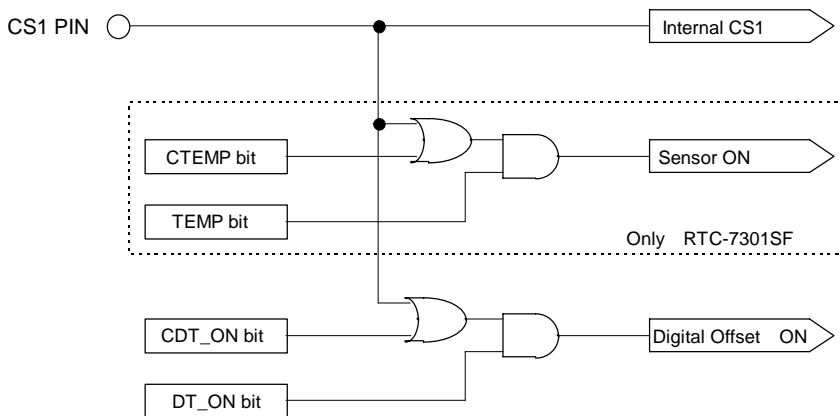 CS1 PIN
Internal CS1
CTEMP bit
Sensor ON
TEMP bit
Only RTC-7301SF
CDT_ON bit
Digital Offset ON
DT_ON bit